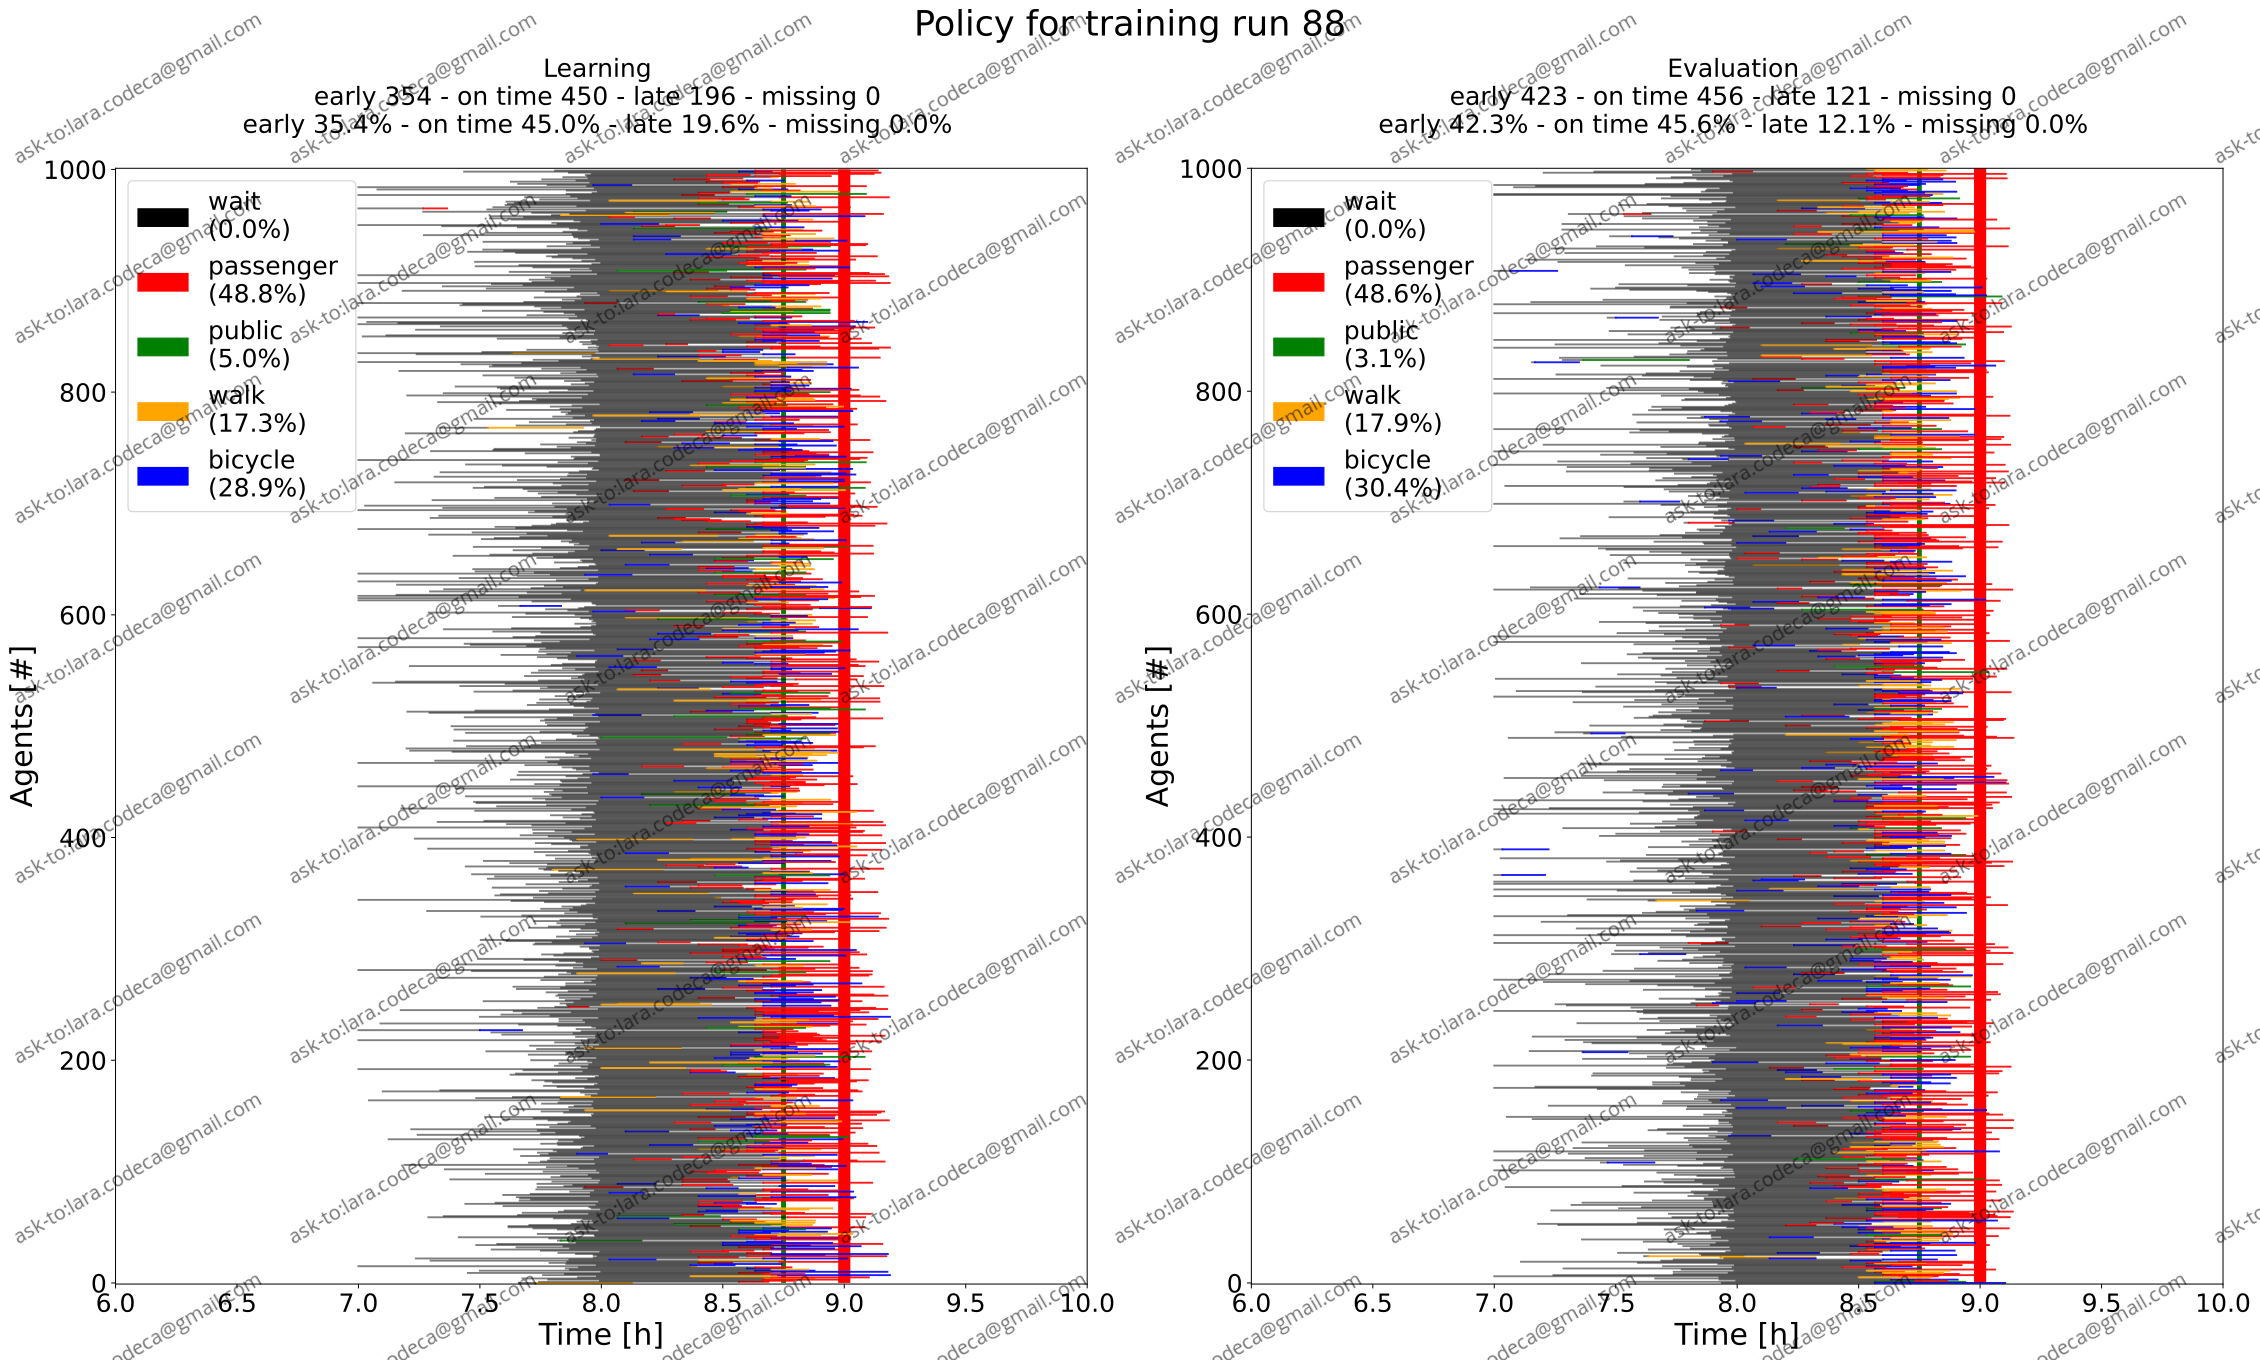 Policy for training run 88
Learning
early 354 - on time 450 - late 196 - missing 0
early 35.4% - on time 45.0% - late 19.6% - missing 0.0%
1000
800
600
400
200
0
Agents [#]
wait
(0.0%)
passenger
(48.8%)
public
(5.0%)
walk
(17.3%)
bicycle
(28.9%)
6.0 6.5 7.0 7.5 8.0 8.5 9.0 9.5 10.0
Time [h]
Evaluation
early 423 - on time 456 - late 121 - missing 0
early 42.3% - on time 45.6% - late 12.1% - missing 0.0%
1000
800
600
400
200
0
Agents [#]
wait
(0.0%)
passenger
(48.6%)
public
(3.1%)
walk
(17.9%)
bicycle
(30.4%)
6.0 6.5 7.0 7.5 8.0 8.5 9.0 9.5 10.0
Time [h]
ask-to:lara.codeca@gmail.com